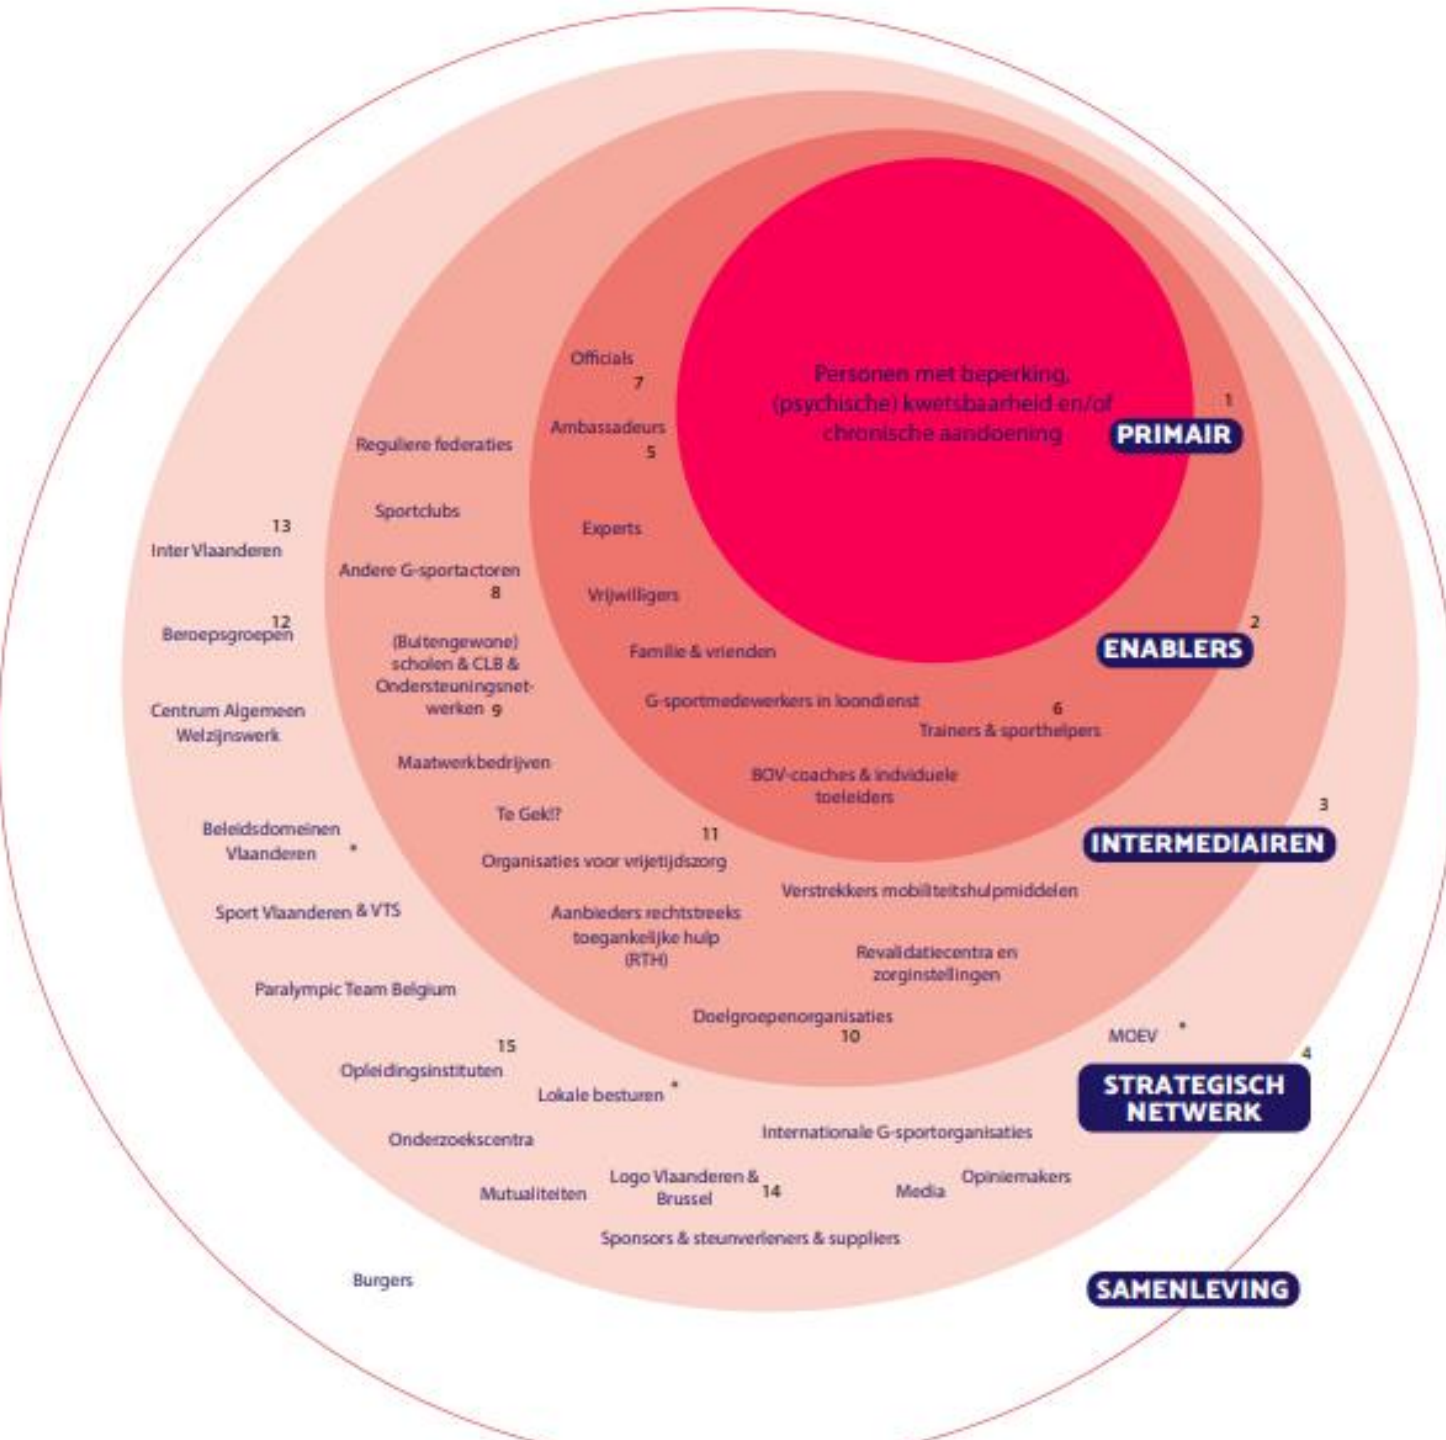 Personen met beperking,
(psychische) kwetsbaarheid en/of
chronische aandoening
1
PRIMAIR
Officials
7
Ambassadeurs
5
Experts
Vrijwilligers
Familie & vrienden
G-sportmedewerkers in loondienst
6
Trainers & sporthelpers
BOV-coaches & indviduele
toeleiders
2
ENABLERS
Reguliere federaties
Sportclubs
Andere G-sportactoren
8
(Buitengewone)
scholen & CLB &
Ondersteuningsnet-
werken 9
Maatwerkbedrijven
Te Gek!?
11
Organisaties voor vrijetijdszorg
Verstrekkers mobiliteitshulpmiddelen
Aanbieders rechtstreeks
toegankelijke hulp
(RTH)
Revalidatiecentra en
zorginstellingen
Doelgroepenorganisaties
10
3
INTERMEDIAIREN
13
Inter Vlaanderen
12
Beroepsgroepen
Centrum Algemeen
Welzijnswerk
Beleidsdomeinen
Vlaanderen *
Sport Vlaanderen & VTS
Paralympic Team Belgium
15
Opleidingsinstituten
Lokale besturen *
MOEV *
Onderzoekscentra
Internationale G-sportorganisaties
Mutualiteiten
Logo Vlaanderen &
Brussel 14
Media
Opiniemakers
Sponsors & steunverleners & suppliers
4
STRATEGISCH
NETWERK
Burgers
SAMENLEVING